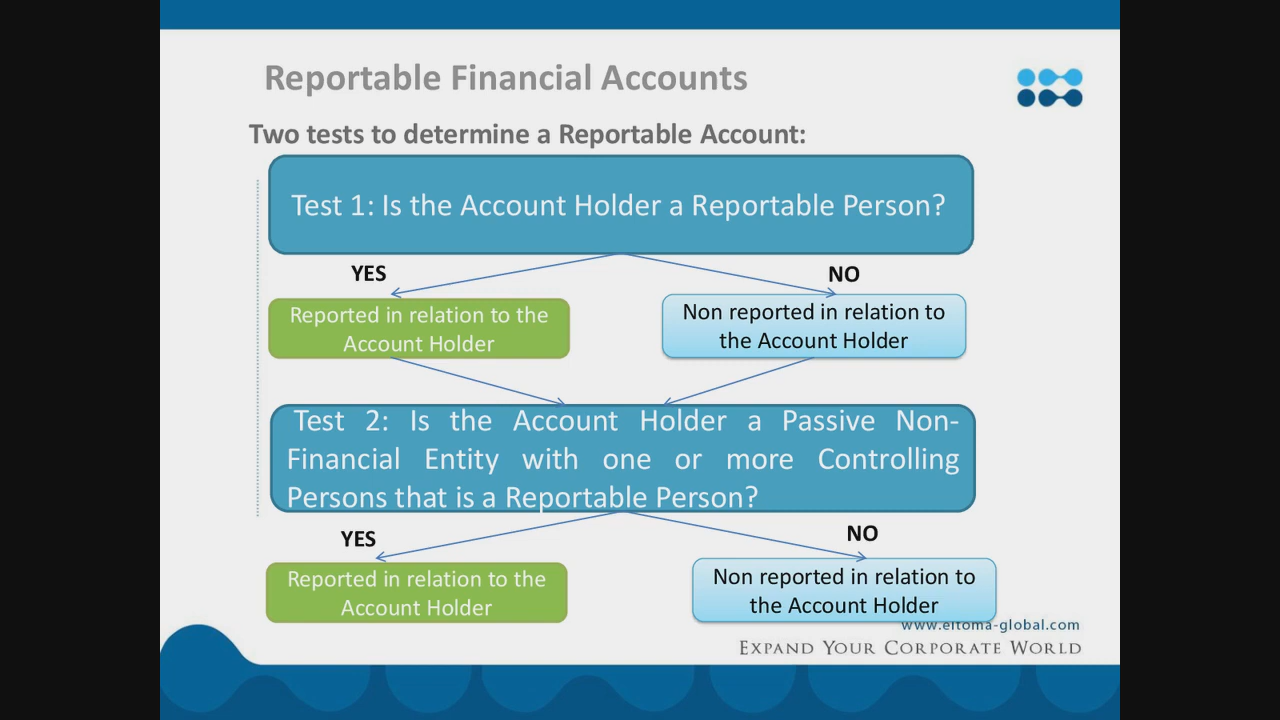 Reportable Financial Accounts
Two tests to determine a Reportable Account:
Test 1: Is the Account Holder a Reportable Person?
YES
NO
Reported in relation to the
Account Holder
Non reported in relation to
the Account Holder
Test 2: Is the Account Holder a Passive Non-
Financial Entity with one or more Controlling
Persons that is a Reportable Person?
YES
NO
Reported in relation to the
Account Holder
Non reported in relation to
the Account Holder
www.eltoma-global.com
Expand Your Corporate World